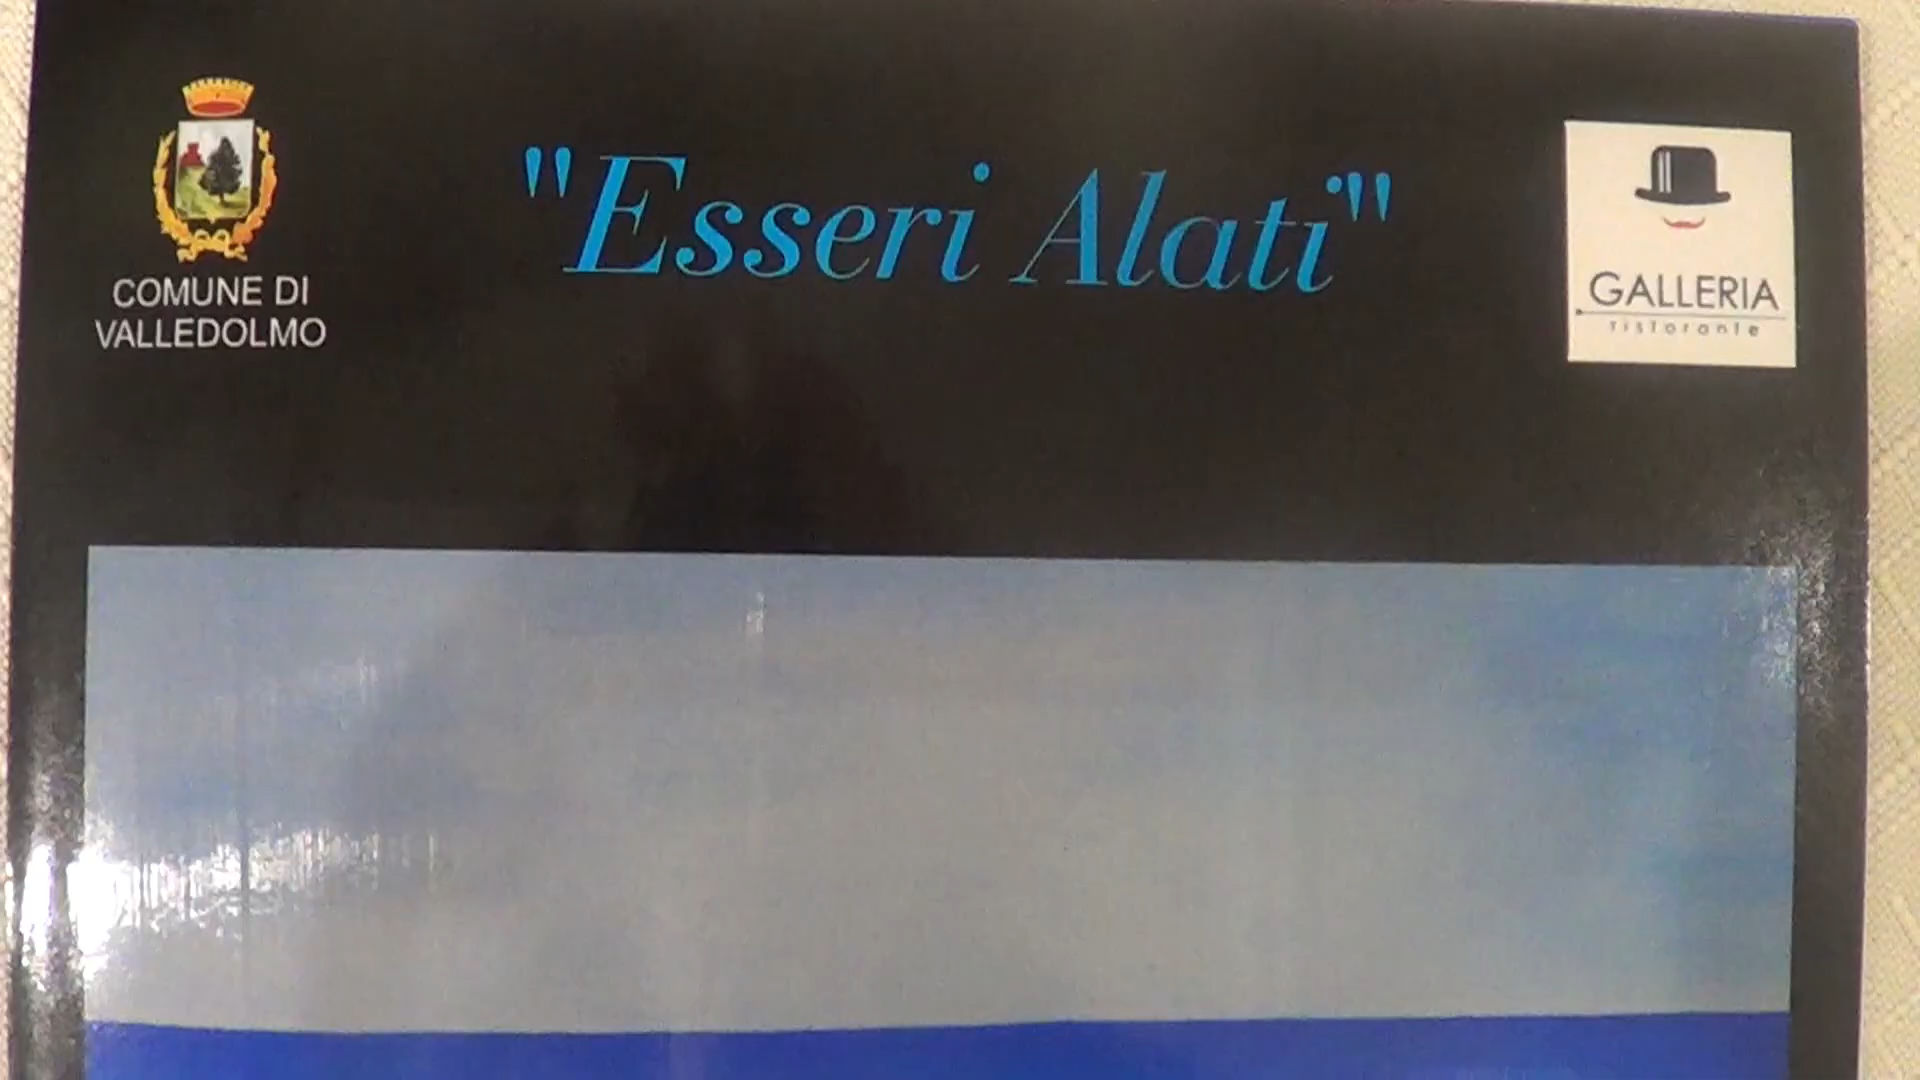 "Esseri Alati"
COMUNE DI
VALLEDOLMO
GALLERIA
ristorante